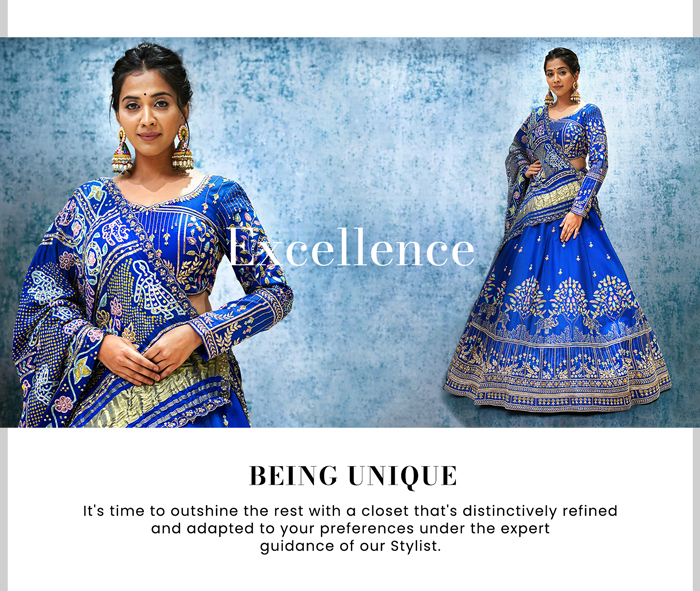 Excellence
BEING UNIQUE
It's time to outshine the rest with a closet that's distinctively refined
and adapted to your preferences under the expert
guidance of our Stylist.